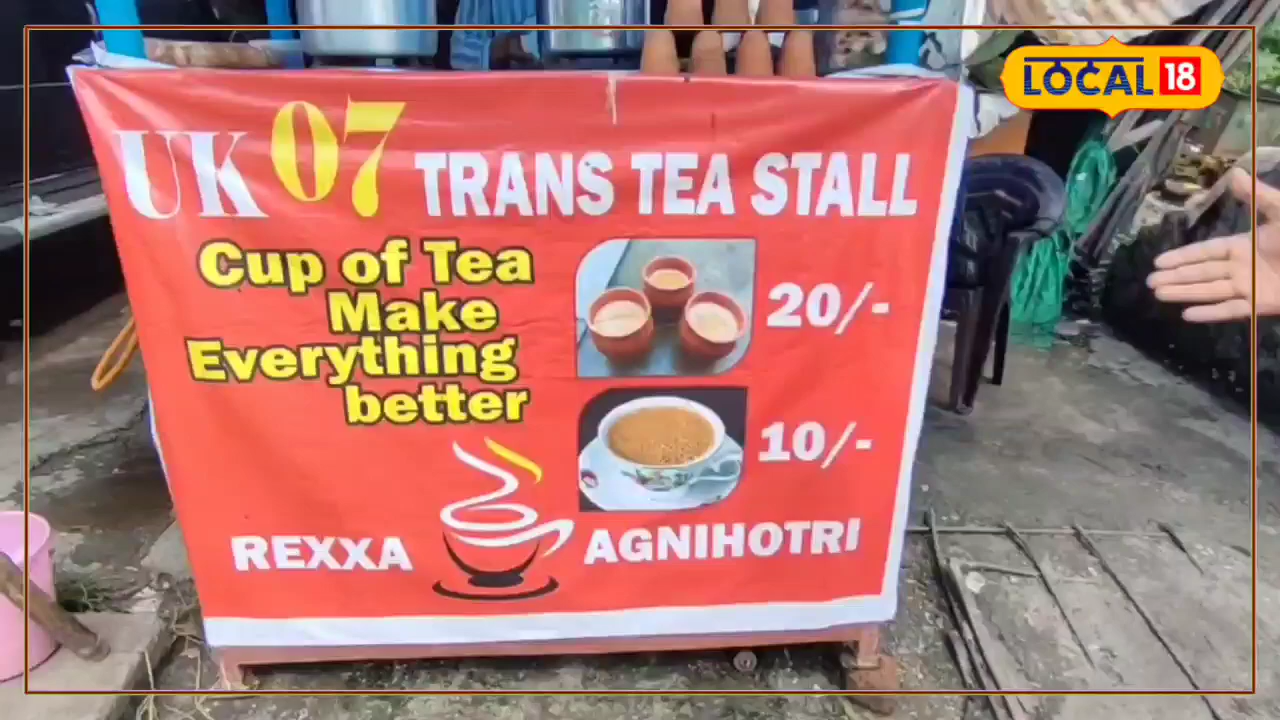 LOCAL 18
UK 07 TRANS TEA STALL
Cup of Tea
Make
Everything
better
20/-
10/-
REXXA AGNIHOTRI